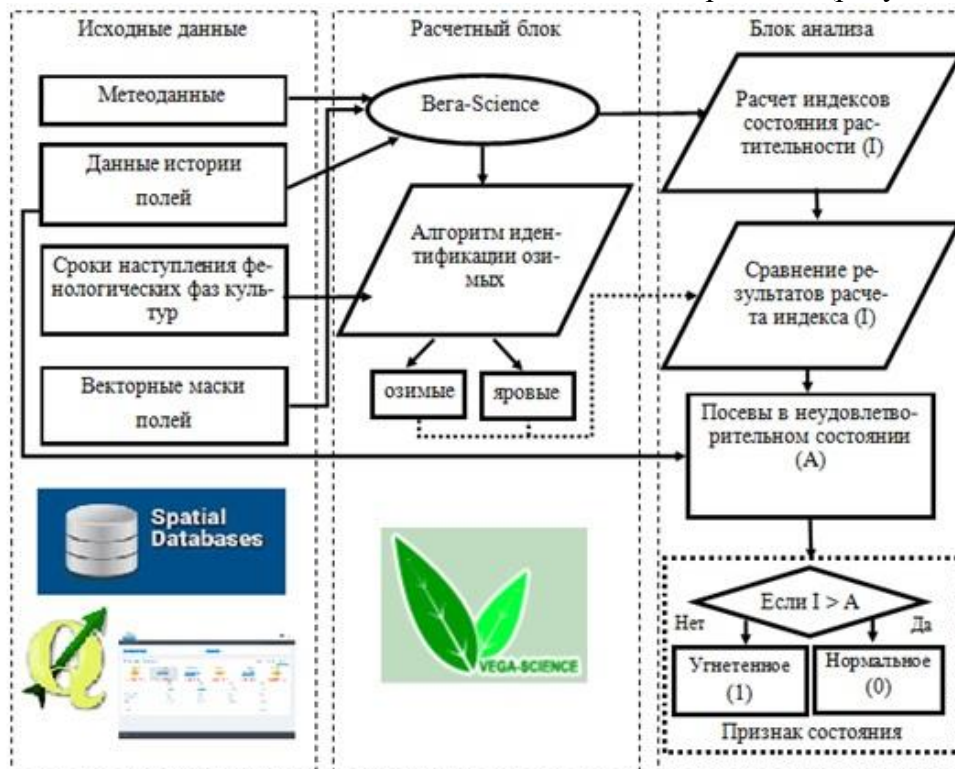 Исходные данные
Метеоданные
Данные истории
полей
Сроки наступления фе-
нологических фаз куль-
тур
Векторные маски
полей
Spatial
Databases
Расчетный блок
Вега-Science
Алгоритм иден-
тификации ози-
мых
озимые
яровые
VEGA-SCIENCE
Блок анализа
Расчет индексов
состояния рас-
тительности (I)
Сравнение ре-
зультатов расче-
та индекса (I)
Посевы в неудовлетво-
рительном состоянии
(А)
Если I > А
Нет
Да
Угнетенное
(1)
Нормальное
(0)
Признак состояния